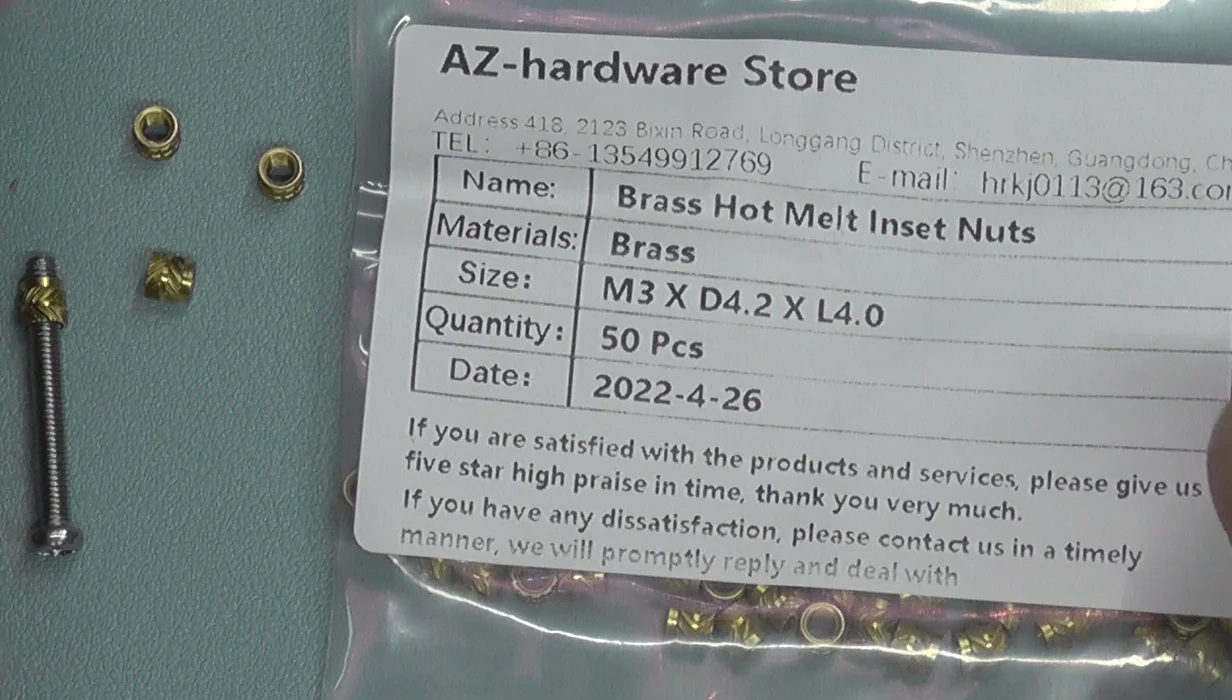 AZ-hardware Store
Address 418, 2123 Bixin Road, Longgang District, Shenzhen, Guangdong,
TEL: +86-13549912769 E-mail: hrkj0113@163.co
Name: Brass Hot Melt Inset Nuts
Materials: Brass
Size: M3 X D4.2 X L4.0
Quantity: 50 Pcs
Date: 2022-4-26
If you are satisfied with the products and services, please give us
five star high praise in time, thank you very much.
If you have any dissatisfaction, please contact us in a timely
manner, we will promptly reply and deal with